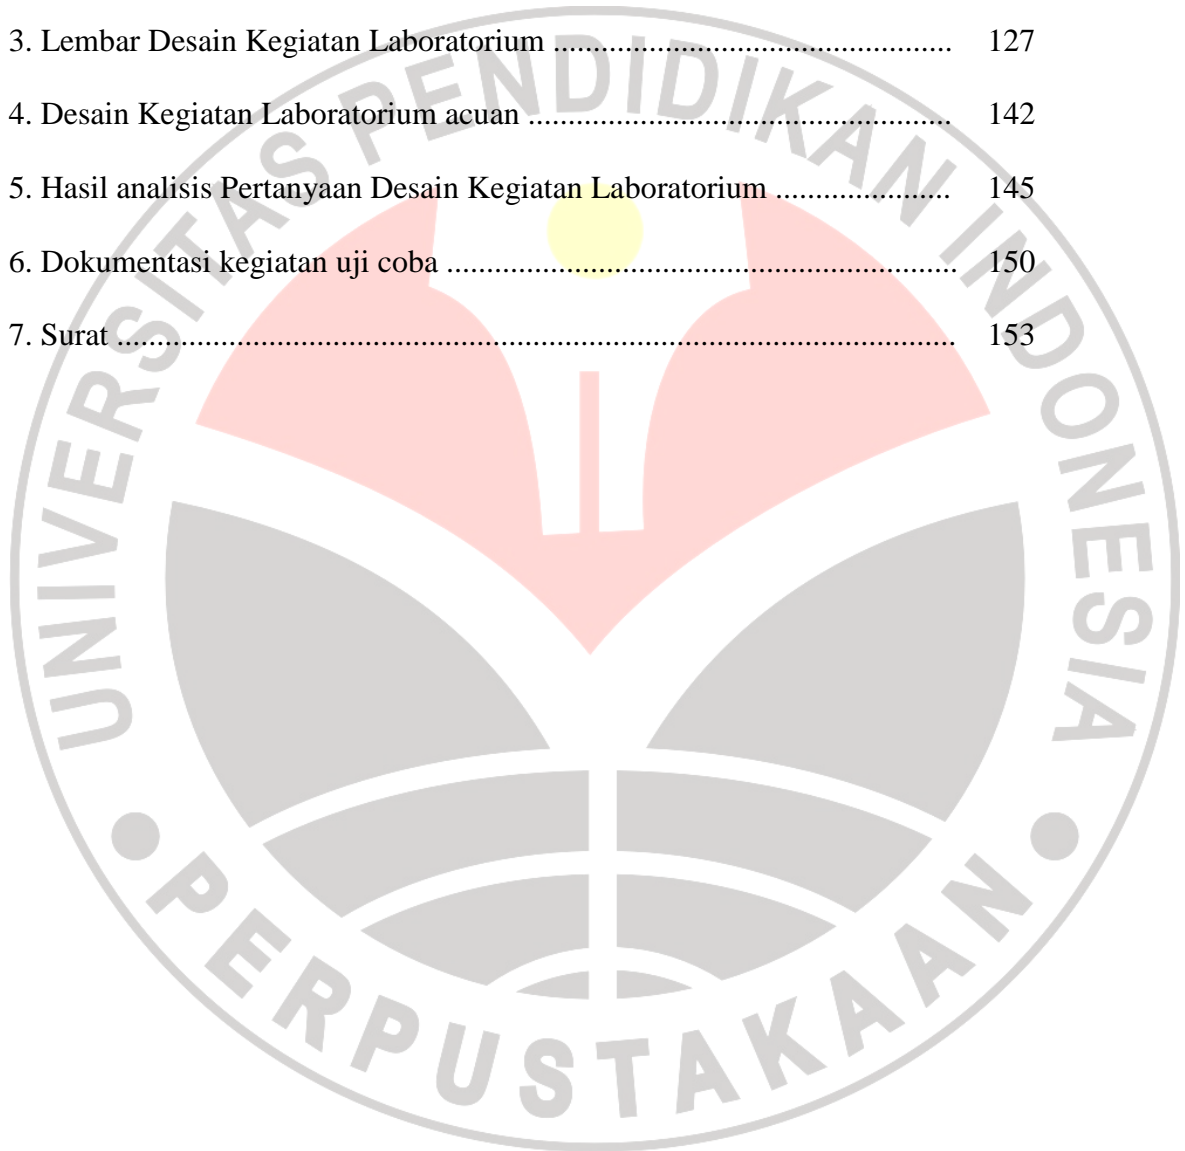 3. Lembar Desain Kegiatan Laboratorium ........................................... 127
4. Desain Kegiatan Laboratorium acuan .............................................. 142
5. Hasil analisis Pertanyaan Desain Kegiatan Laboratorium ................... 145
6. Dokumentasi kegiatan uji coba ....................................................... 150
7. Surat .......................................................................................... 153
UNIVERSITAS PENDIDIKAN INDONESIA
PERPUSTAKAAN